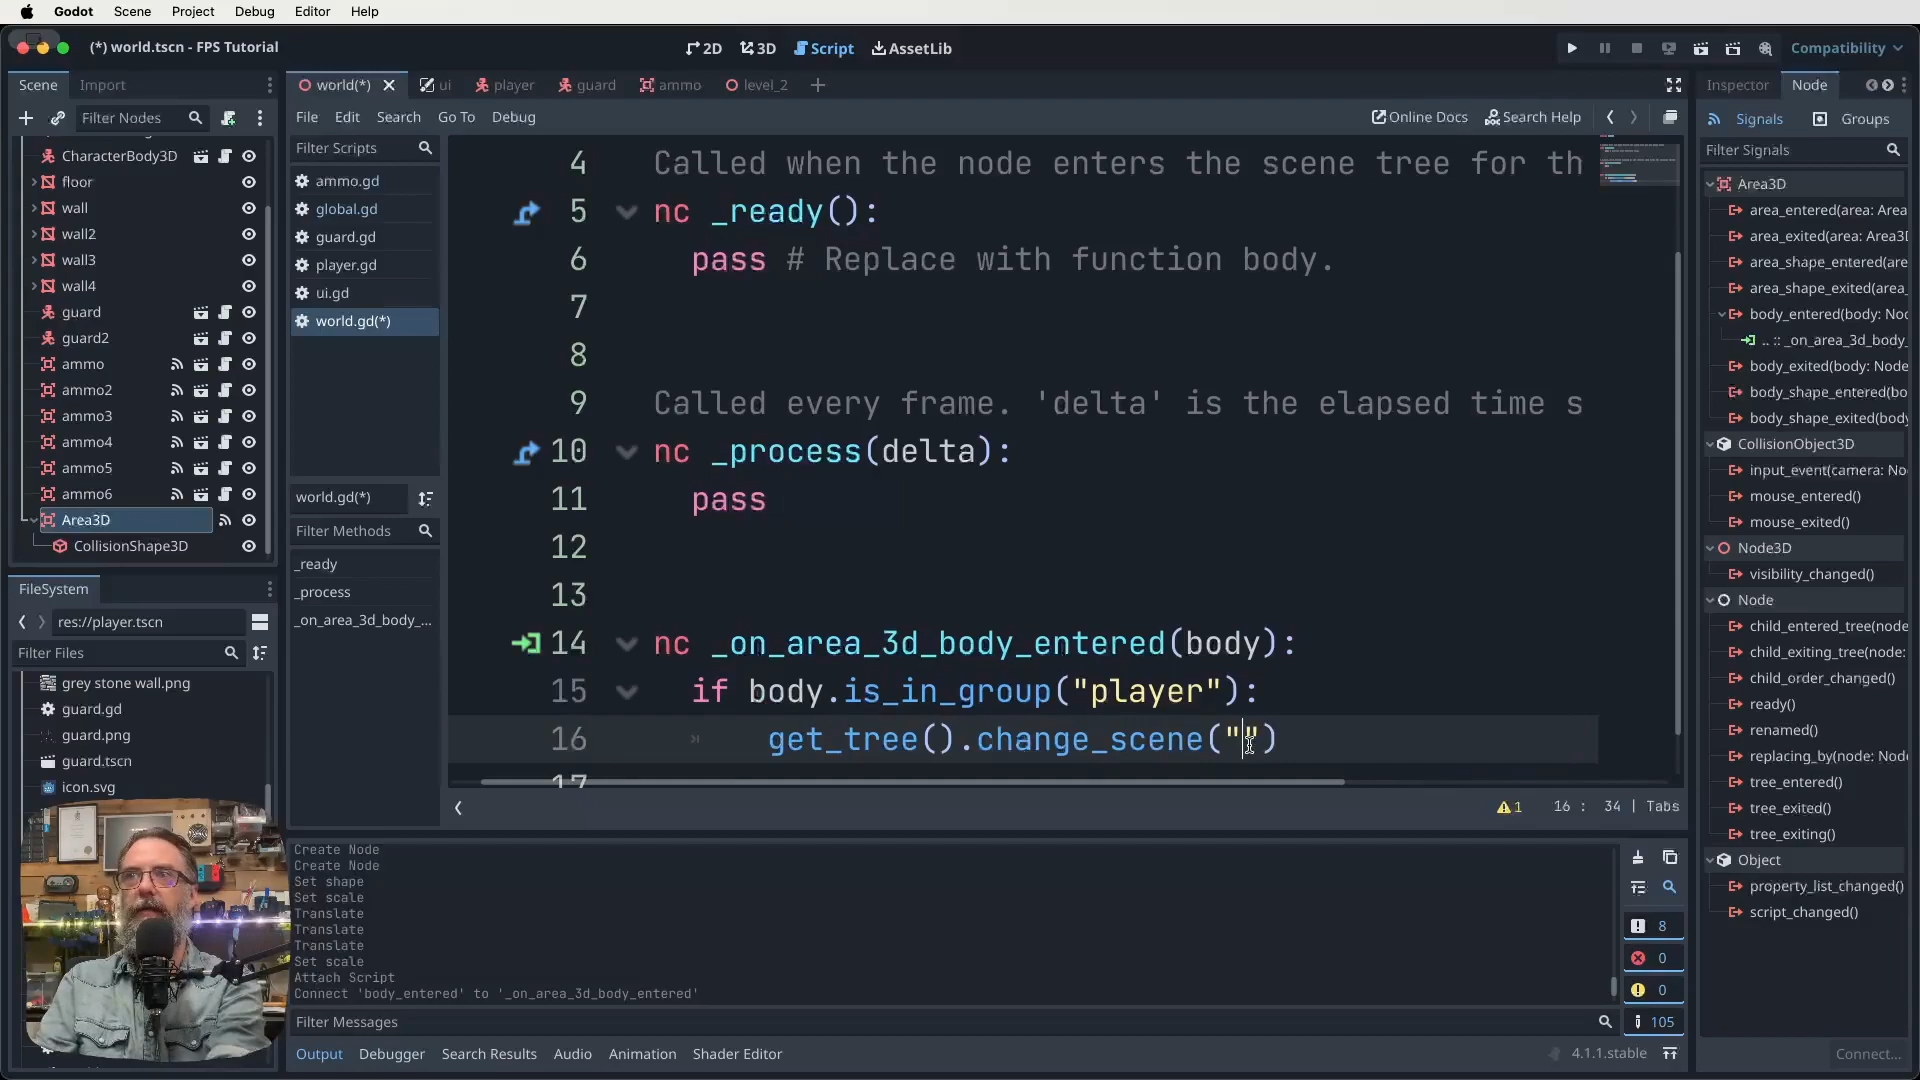 Godot Scene Project Debug Editor Help
(*) world.tscn - FPS Tutorial
2D 3D Script AssetLib
Compatibility
Scene Import
world(*) ui player guard ammo level_2
Inspector Node
Filter Nodes
File Edit Search Go To Debug
Online Docs Search Help
Signals Groups
CharacterBody3D
floor
wall
wall2
wall3
wall4
guard
guard2
ammo
ammo2
ammo3
ammo4
ammo5
ammo6
Area3D
CollisionShape3D
Filter Scripts
ammo.gd
global.gd
guard.gd
player.gd
ui.gd
world.gd(*)
world.gd(*)
Filter Methods
_ready
_process
_on_area_3d_body_...
4 Called when the node enters the scene tree for th
5 nc _ready():
6 pass # Replace with function body.
7
8
9 Called every frame. 'delta' is the elapsed time s
10 nc _process(delta):
11 pass
12
13
14 nc _on_area_3d_body_entered(body):
15 if body.is_in_group("player"):
16 get_tree().change_scene("")
17
1 16 : 34 | Tabs
Filter Signals
Area3D
area_entered(area: Area
area_exited(area: Area3D
area_shape_entered(are
area_shape_exited(area_
body_entered(body: Noc
.. :: _on_area_3d_body_
body_exited(body: Node
body_shape_entered(bo
body_shape_exited(body
CollisionObject3D
input_event(camera: No
mouse_entered()
mouse_exited()
Node3D
visibility_changed()
Node
child_entered_tree(node
child_exiting_tree(node:
child_order_changed()
ready()
renamed()
replacing_by(node: Node
tree_entered()
tree_exited()
tree_exiting()
Object
property_list_changed()
script_changed()
Connect...
FileSystem
res://player.tscn
Filter Files
grey stone wall.png
guard.gd
guard.png
guard.tscn
icon.svg
Create Node
Create Node
Set shape
Set scale
Translate
Translate
Translate
Set scale
Attach Script
Connect 'body_entered' to '_on_area_3d_body_entered'
8
0
0
105
Filter Messages
Output Debugger Search Results Audio Animation Shader Editor
4.1.1.stable